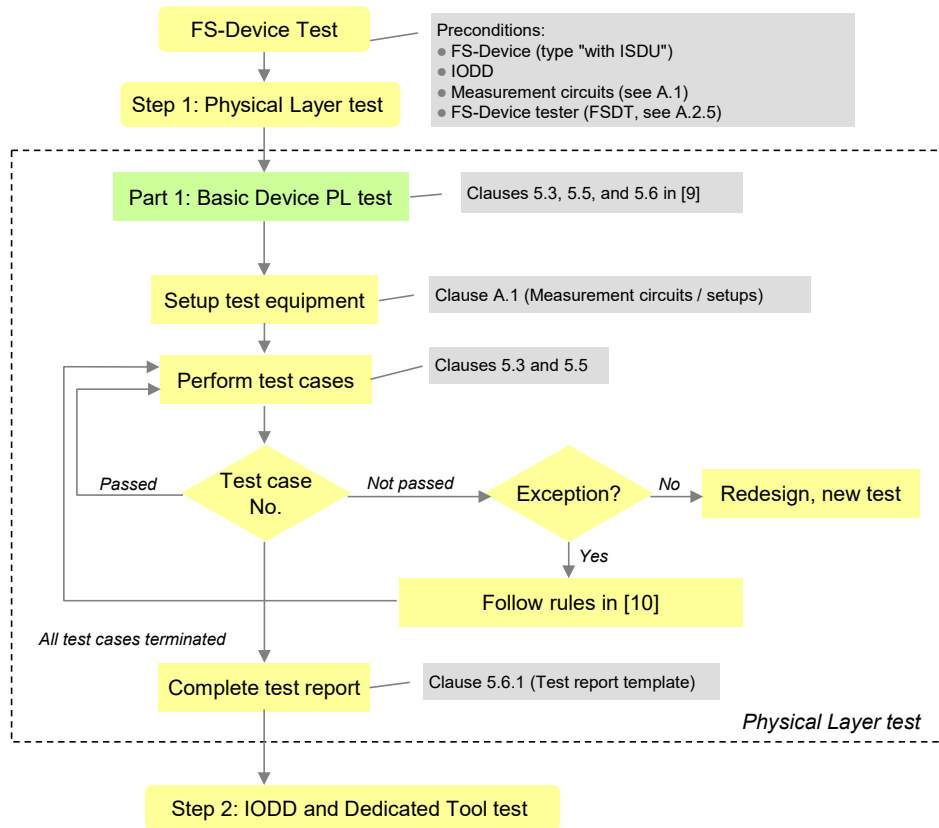 FS-Device Test
Preconditions:
● FS-Device (type "with ISDU")
● IODD
● Measurement circuits (see A.1)
● FS-Device tester (FSDT, see A.2.5)
Step 1: Physical Layer test
Part 1: Basic Device PL test
Clauses 5.3, 5.5, and 5.6 in [9]
Setup test equipment
Clause A.1 (Measurement circuits / setups)
Perform test cases
Clauses 5.3 and 5.5
Passed
Test case
No.
Not passed
Exception?
No
Redesign, new test
Yes
Follow rules in [10]
All test cases terminated
Complete test report
Clause 5.6.1 (Test report template)
Physical Layer test
Step 2: IODD and Dedicated Tool test